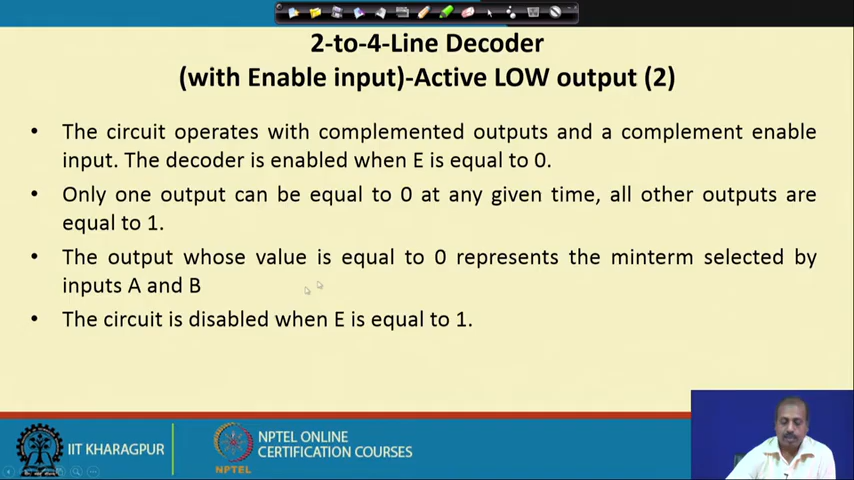 2-to-4-Line Decoder
(with Enable input)-Active LOW output (2)
• The circuit operates with complemented outputs and a complement enable
input. The decoder is enabled when E is equal to 0.
• Only one output can be equal to 0 at any given time, all other outputs are
equal to 1.
• The output whose value is equal to 0 represents the minterm selected by
inputs A and B
• The circuit is disabled when E is equal to 1.
IIT KHARAGPUR
NPTEL
NPTEL ONLINE
CERTIFICATION COURSES